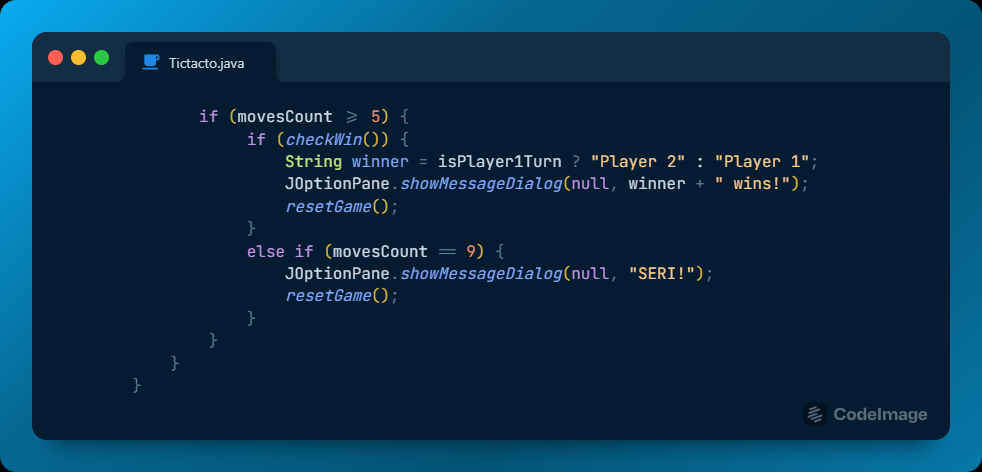 Tictacto.java
if (movesCount >= 5) {
if (checkWin()) {
String winner = isPlayer1Turn ? "Player 2" : "Player 1";
JOptionPane.showMessageDialog(null, winner + " wins!");
resetGame();
}
else if (movesCount == 9) {
JOptionPane.showMessageDialog(null, "SERI!");
resetGame();
}
}
}
}
CodeImage